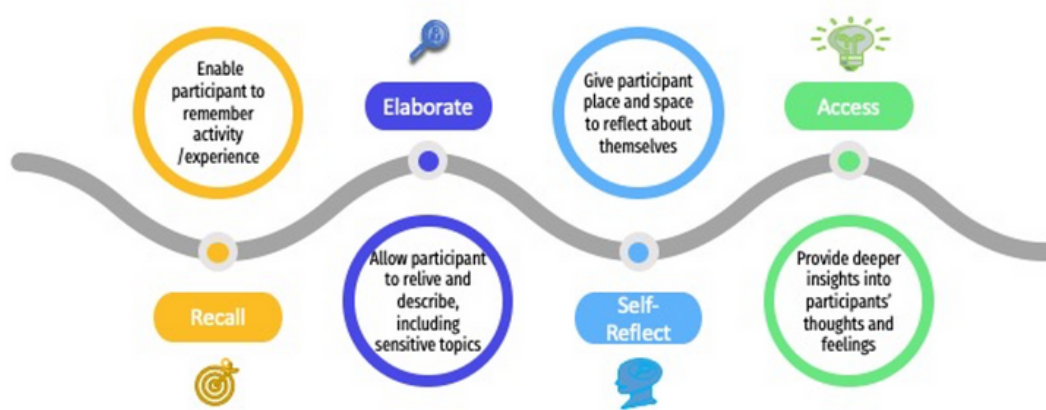 Enable
participant to
remember
activity
/experience
Recall
Elaborate
Allow participant
to relive and
describe,
including
sensitive topics
Give participant
place and space
to reflect about
themselves
Self-
Reflect
Access
Provide deeper
insights into
participants'
thoughts and
feelings